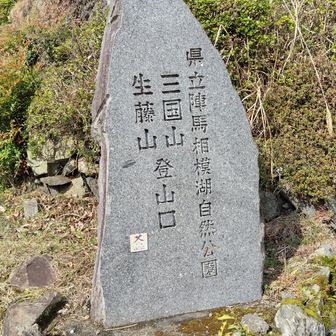 県立陣馬相模湖自然公園
三国山
生藤山
登山口